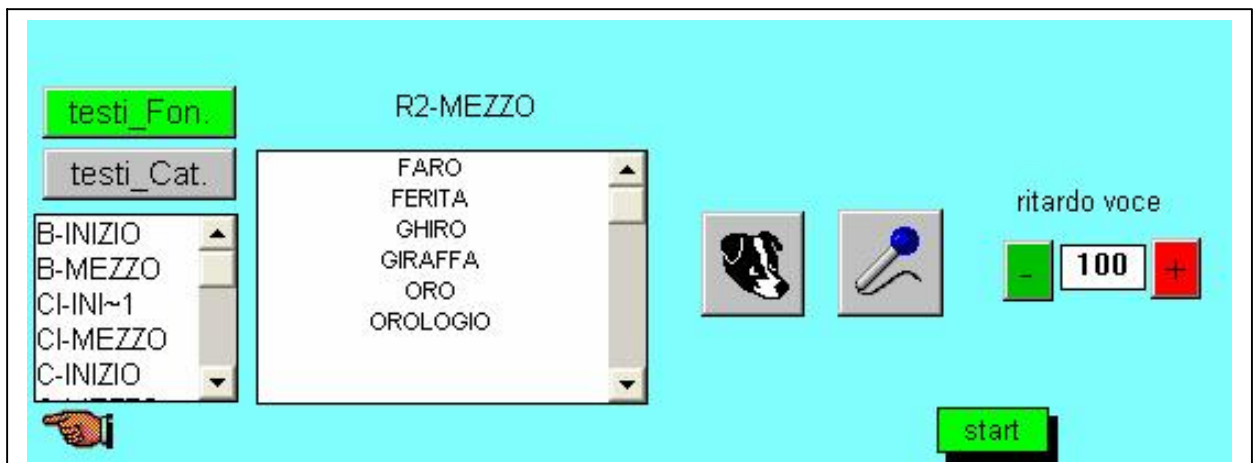 testi_Fon.
testi_Cat.
B-INIZIO
B-MEZZO
CI-INI~1
CI-MEZZO
C-INIZIO
R2-MEZZO
FARO
FERITA
GHIRO
GIRAFFA
ORO
OROLOGIO
ritardo voce
- 100 +
start